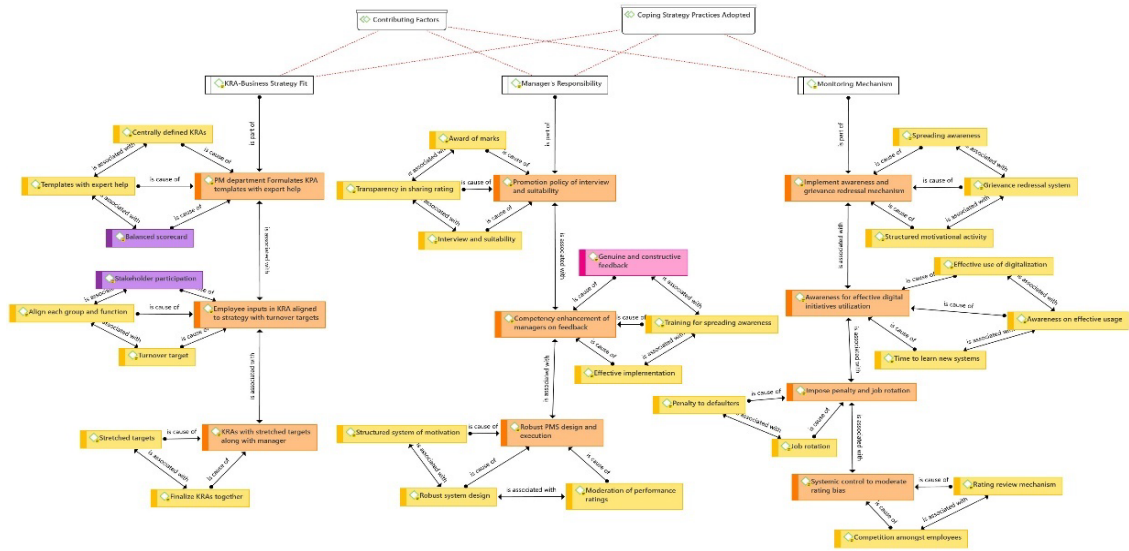 Contributing Factors
Coping Strategy Practices Adopted
KRA-Business Strategy Fit
Manager's Responsibility
Monitoring Mechanism
is part of
is part of
is part of
Centrally defined KRAs
is associated with
is cause of
Templates with expert help
is cause of
PM department Formulates KPA
templates with expert help
is associated with
is cause of
Balanced scorecard
is associated with
Stakeholder participation
is associated
is cause of
Align each group and function
is cause of
Employee inputs in KRA aligned
to strategy with turnover targets
is associated with
is cause of
Turnover target
is associated with
Stretched targets
is cause of
KRAs with stretched targets
along with manager
is associated with
is cause of
Finalize KRAs together
Award of marks
is associated with
is cause of
Transparency in sharing rating
is cause of
Promotion policy of interview
and suitability
is associated with
is cause of
Interview and suitability
is associated with
Genuine and constructive
feedback
is cause of
is associated with
Competency enhancement of
managers on feedback
is cause of
Training for spreading awareness
is cause of
is associated with
Effective implementation
is associated with
Structured system of motivation
is cause of
Robust PMS design and
execution
is associated with
is cause of
is cause of
Robust system design
is associated with
Moderation of performance
ratings
Spreading awareness
is cause of
is associated with
Implement awareness and
grievance redressal mechanism
is cause of
Grievance redressal system
is cause of
is associated with
Structured motivational activity
is associated with
Effective use of digitalization
is cause of
is associated with
Awareness for effective digital
initiatives utilization
is cause of
Awareness on effective usage
is cause of
is associated with
Time to learn new systems
is associated with
Impose penalty and job rotation
Penalty to defaulters
is cause of
is associated with
is cause of
Job rotation
is associated with
Systemic control to moderate
rating bias
is cause of
Rating review mechanism
is cause of
is associated with
Competition amongst employees